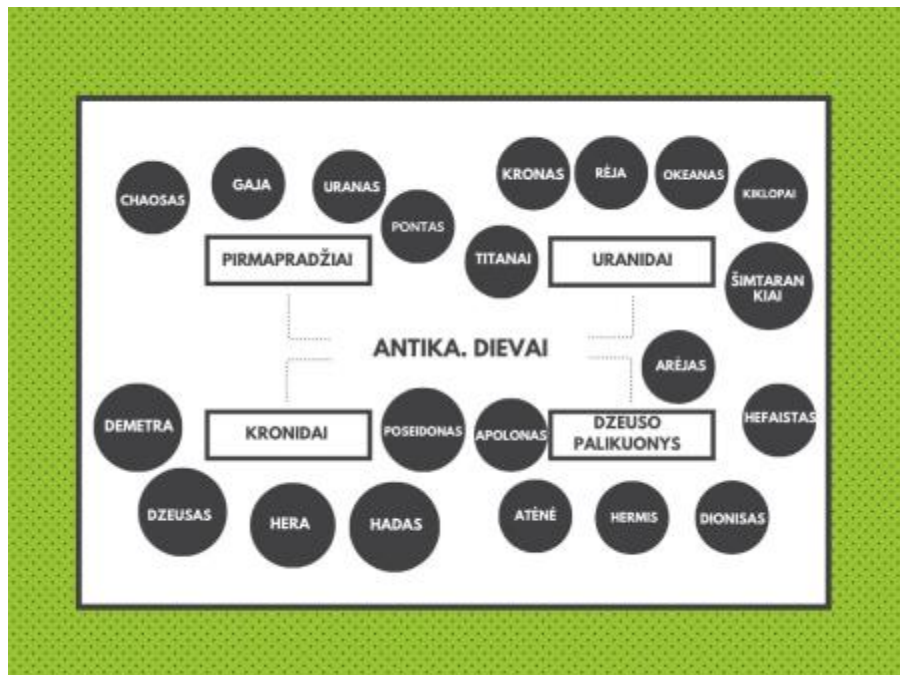 CHAOSAS
GAJA
URANAS
PONTAS
PIRMAPRADŽIAI
KRONAS
RĖJA
OKEANAS
KIKLOPAI
TITANAI
URANIDAI
ŠIMTARAN
KIAI
ANTIKA. DIEVAI
DEMETRA
KRONIDAI
POSEIDONAS
DZEUSAS
HERA
HADAS
ARĖJAS
APOLONAS
DZEUSO
PALIKUONYS
HEFAISTAS
ATĖNĖ
HERMIS
DIONISAS